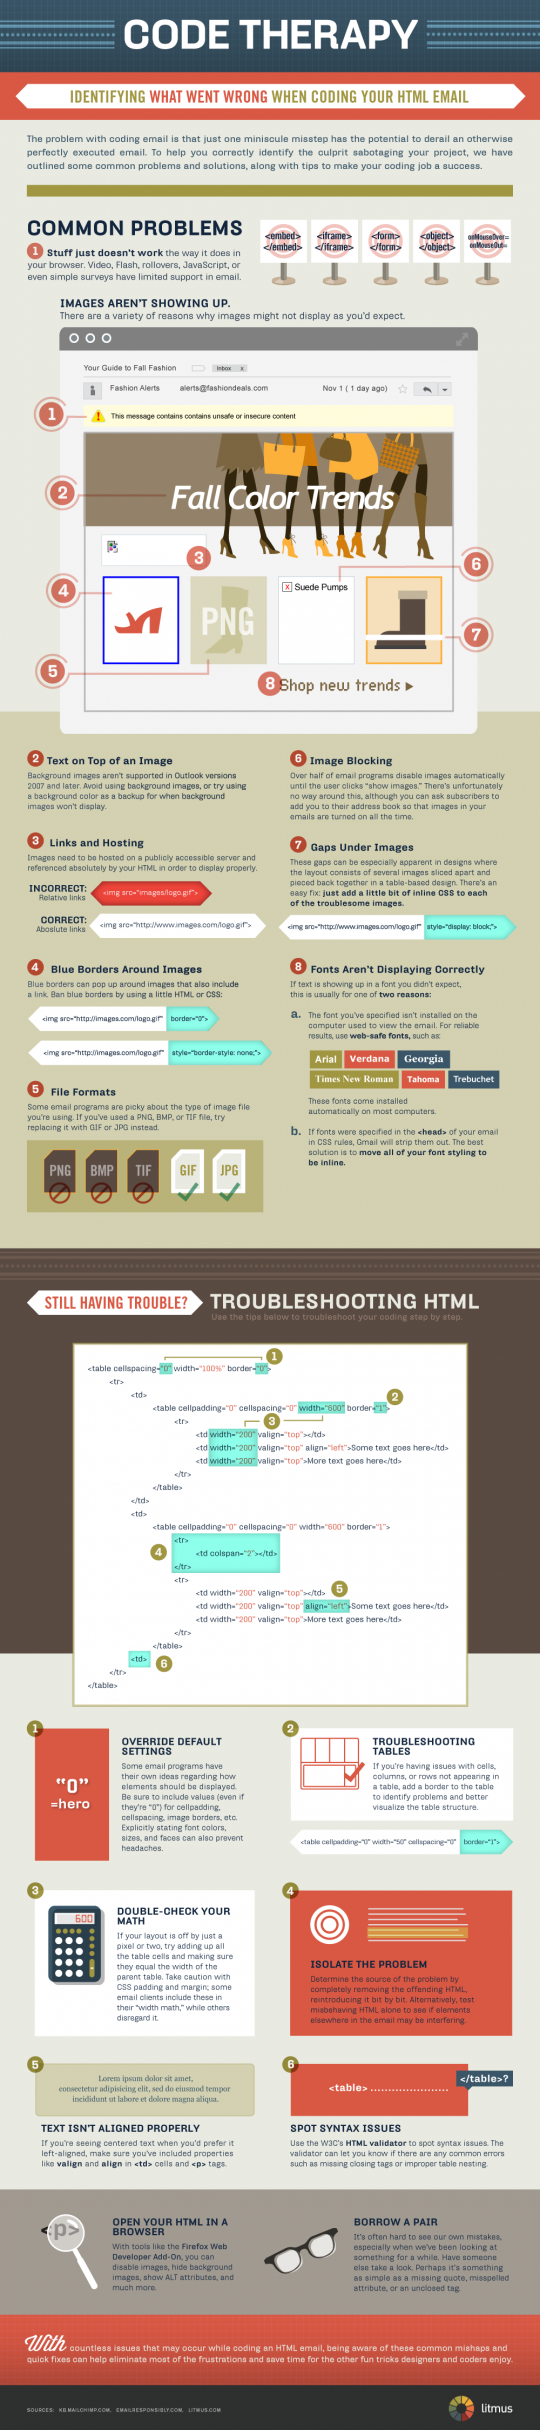 CODE THERAPY
IDENTIFYING WHAT WENT WRONG WHEN CODING YOUR HTML EMAIL
The problem with coding email is that just one miniscule misstep has the potential to derail an otherwise
perfectly executed email. To help you correctly identify the culprit sabotaging your project, we have
outlined some common problems and solutions, along with tips to make your coding job a success.
COMMON PROBLEMS
1 Stuff just doesn't work the way it does in
your browser. Video, Flash, rollovers, JavaScript, or
even simple surveys have limited support in email.
<embed>
</embed>
<iframe>
</iframe>
<form>
</form>
<object>
</object>
onMouseOver=
onMouseOut=
IMAGES AREN'T SHOWING UP.
There are a variety of reasons why images might not display as you'd expect.
Your Guide to Fall Fashion
Inbox x
Fashion Alerts alerts@fashiondeals.com Nov 1 ( 1 day ago)
1
This message contains contains unsafe or insecure content
2
Fall Color Trends
3
4
PNG
5
6
X Suede Pumps
7
8
Shop new trends
2 Text on Top of an Image
Background images aren't supported in Outlook versions
2007 and later. Avoid using background images, or try using
a background color as a backup for when background
images won't display.
3 Links and Hosting
Images need to be hosted on a publicly accessible server and
referenced absolutely by your HTML in order to display properly.
INCORRECT:
Relative links
<img src="images/logo.gif">
CORRECT:
Aboslute links
<img src="http://www.images.com/logo.gif">
4 Blue Borders Around Images
Blue borders can pop up around images that also include
a link. Ban blue borders by using a little HTML or CSS:
<img src="http://images.com/logo.gif" border="0">
<img src="http://images.com/logo.gif" style="border-style: none;">
5 File Formats
Some email programs are picky about the type of image file
you're using. If you've used a PNG, BMP, or TIF file, try
replacing it with GIF or JPG instead.
PNG BMP TIF GIF JPG
6 Image Blocking
Over half of email programs disable images automatically
until the user clicks "show images." There's unfortunately
no way around this, although you can ask subscribers to
add you to their address book so that images in your
emails are turned on all the time.
7 Gaps Under Images
These gaps can be especially apparent in designs where
the layout consists of several images sliced apart and
pieced back together in a table-based design. There's an
easy fix: just add a little bit of inline CSS to each
of the troublesome images.
<img src="http://www.images.com/logo.gif" style="display: block;">
8 Fonts Aren't Displaying Correctly
If text is showing up in a font you didn't expect,
this is usually for one of two reasons:
a. The font you've specified isn't installed on the
computer used to view the email. For reliable
results, use web-safe fonts, such as:
Arial Verdana Georgia
Times New Roman Tahoma Trebuchet
These fonts come installed
automatically on most computers.
b. If fonts were specified in the <head> of your email
in CSS rules, Gmail will strip them out. The best
solution is to move all of your font styling to
be inline.
STILL HAVING TROUBLE? TROUBLESHOOTING HTML
Use the tips below to troubleshoot your coding step by step.
1
<table cellspacing="0" width="100%" border="0">
<tr>
<td>
2
<table cellpadding="0" cellspacing="0" width="600" border="1">
<tr>
3
<td width="200" valign="top"></td>
<td width="200" valign="top" align="left">Some text goes here</td>
<td width="200" valign="top">More text goes here</td>
</tr>
</table>
</td>
<td>
<table cellpadding="0" cellspacing="0" width="600" border="1">
<tr>
4
<td colspan="2"></td>
</tr>
<tr>
<td width="200" valign="top"></td>
5
<td width="200" valign="top" align="left">Some text goes here</td>
<td width="200" valign="top">More text goes here</td>
</tr>
</table>
<td>
6
</tr>
</table>
1
"0"
=hero
OVERRIDE DEFAULT
SETTINGS
Some email programs have
their own ideas regarding how
elements should be displayed.
Be sure to include values (even if
they're "0") for cellpadding,
cellspacing, image borders, etc.
Explicitly stating font colors,
sizes, and faces can also prevent
headaches.
2
TROUBLESHOOTING
TABLES
If you're having issues with cells,
columns, or rows not appearing in
a table, add a border to the table
to identify problems and better
visualize the table structure.
<table cellpadding="0" width="50" cellspacing="0" border="1">
3
600
DOUBLE-CHECK YOUR
MATH
If your layout is off by just a
pixel or two, try adding up all
the table cells and making sure
they equal the width of the
parent table. Take caution with
CSS padding and margin; some
email clients include these in
their "width math," while others
disregard it.
4
ISOLATE THE PROBLEM
Determine the source of the problem by
completely removing the offending HTML,
reintroducing it bit by bit. Alternatively, test
misbehaving HTML alone to see if elements
elsewhere in the email may be interfering.
5
Lorem ipsum dolor sit amet,
consectetur adipisicing elit, sed do eiusmod tempor
incididunt ut labore et dolore magna aliqua.
TEXT ISN'T ALIGNED PROPERLY
If you're seeing centered text when you'd prefer it
left-aligned, make sure you've included properties
like valign and align in <td> cells and <p> tags.
6
<table> ......................
</table>?
SPOT SYNTAX ISSUES
Use the W3C's HTML validator to spot syntax issues. The
validator can let you know if there are any common errors
such as missing closing tags or improper table nesting.
<p>
OPEN YOUR HTML IN A
BROWSER
With tools like the Firefox Web
Developer Add-On, you can
disable images, hide background
images, show ALT attributes, and
much more.
BORROW A PAIR
It's often hard to see our own mistakes,
especially when we've been looking at
something for a while. Have someone
else take a look. Perhaps it's something
as simple as a missing quote, misspelled
attribute, or an unclosed tag.
With countless issues that may occur while coding an HTML email, being aware of these common mishaps and
quick fixes can help eliminate most of the frustrations and save time for the other fun tricks designers and coders enjoy.
SOURCES: KB.MAILCHIMP.COM, EMAILRESPONSIBLY.COM, LITMUS.COM
litmus